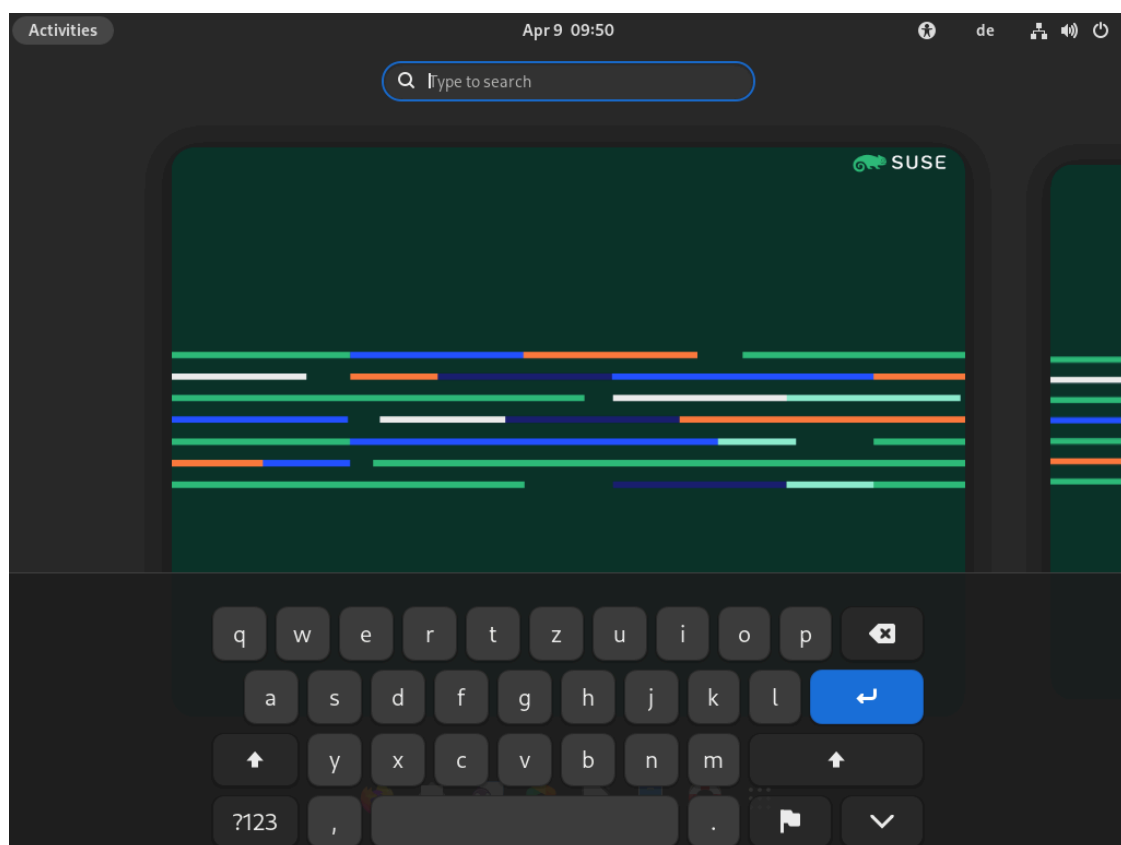 Activities Apr 9 09:50 de
Type to search
SUSE
q w e r t z u i o p
a s d f g h j k l
y x c v b n m
?123 , .